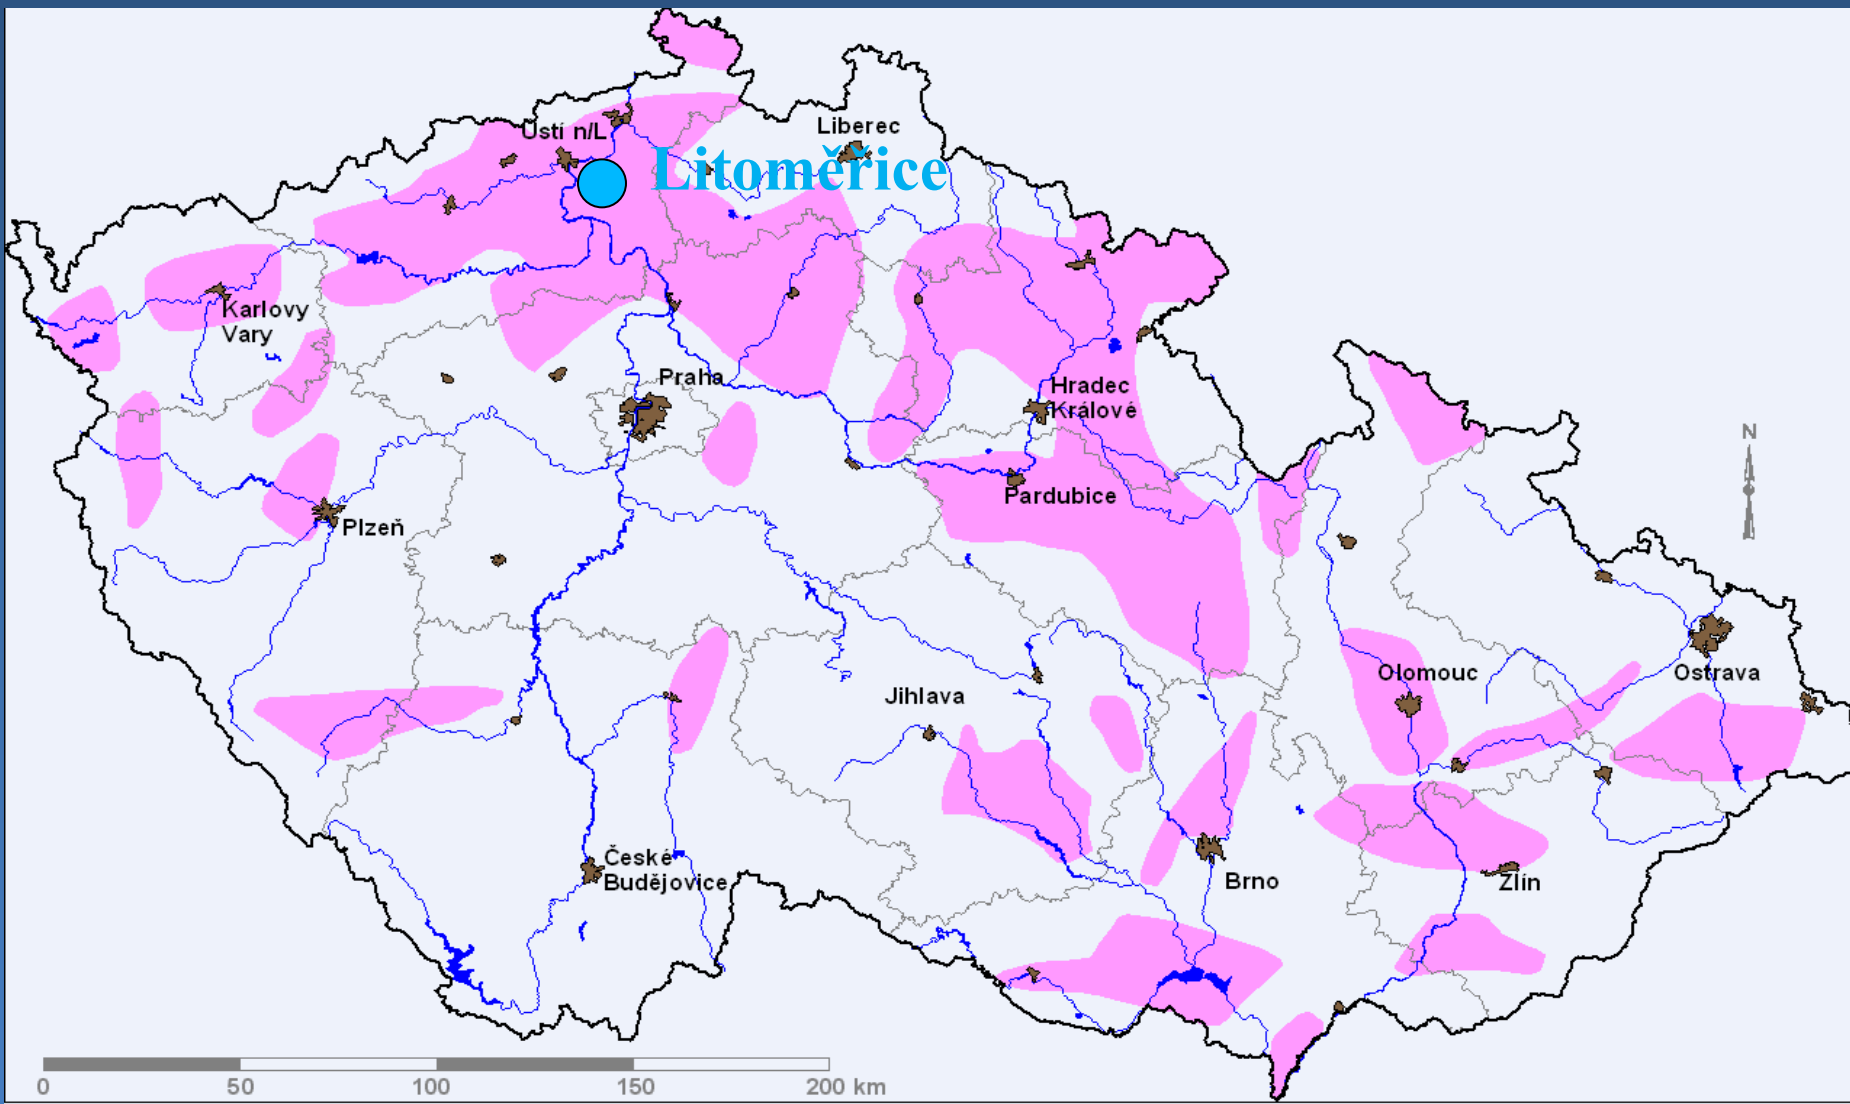 Ústí n/L
Liberec
Litoměřice
Karlovy
Vary
Praha
Hradec
Králové
Pardubice
Plzeň
N
Olomouc
Ostrava
Jihlava
České
Budějovice
Brno
Zlín
0 50 100 150 200 km